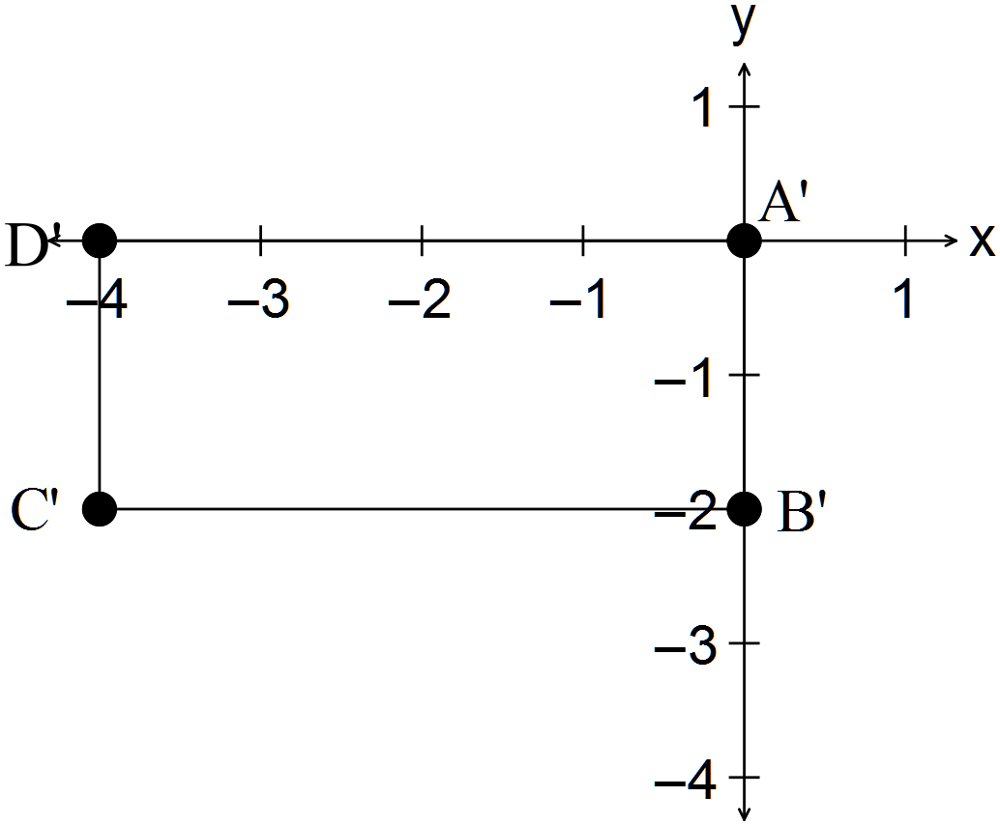 y
1
A'
D'
x
–4 –3 –2 –1 1
–1
C' –2 B'
–3
–4